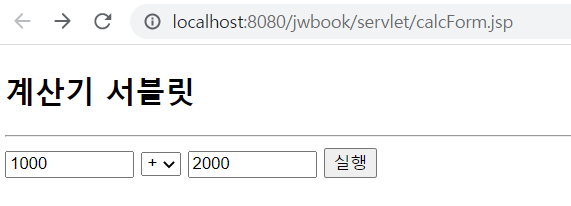 localhost:8080/jwbook/servlet/calcForm.jsp
계산기 서블릿
1000 + 2000 실행